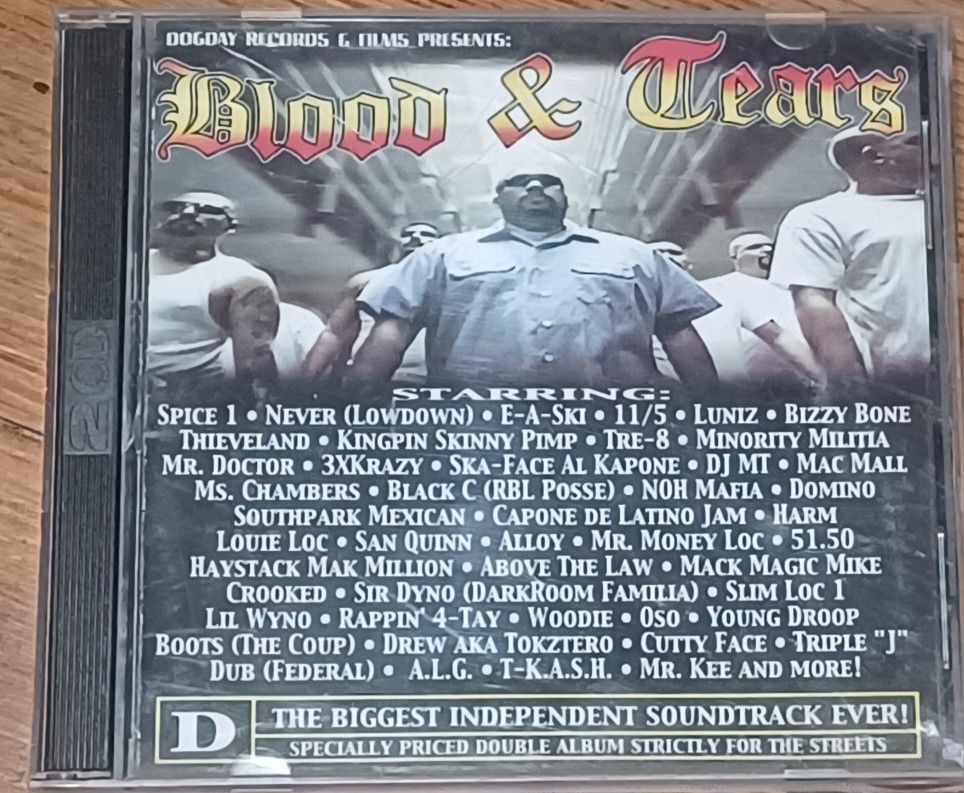 DOGDAY RECORDS & FILMS PRESENTS:
Blood & Tears
STARRING:
SPICE 1 • NEVER (LOWDOWN) • E-A-SKI • 11/5 • LUNIZ • BIZZY BONE
THIEVELAND • KINGPIN SKINNY PIMP • TRE-8 • MINORITY MILITIA
MR. DOCTOR • 3XKRAZY • SKA-FACE AL KAPONE • DJ MT • MAC MALL
MS. CHAMBERS • BLACK C (RBL POSSE) • NOH MAFIA • DOMINO
SOUTHPARK MEXICAN • CAPONE DE LATINO JAM • HARM
LOUIE LOC • SAN QUINN • ALLOY • MR. MONEY LOC • 51.50
HAYSTACK MAK MILLION • ABOVE THE LAW • MACK MAGIC MIKE
CROOKED • SIR DYNO (DARKROOM FAMILIA) • SLIM LOC 1
LIL WYNO • RAPPIN' 4-TAY • WOODIE • OSO • YOUNG DROOP
BOOTS (THE COUP) • DREW AKA TOKZTERO • CUTTY FACE • TRIPLE "J"
DUB (FEDERAL) • A.L.G. • T-K.A.S.H. • MR. KEE AND MORE!
D
THE BIGGEST INDEPENDENT SOUNDTRACK EVER!
SPECIALLY PRICED DOUBLE ALBUM STRICTLY FOR THE STREETS
2 CD